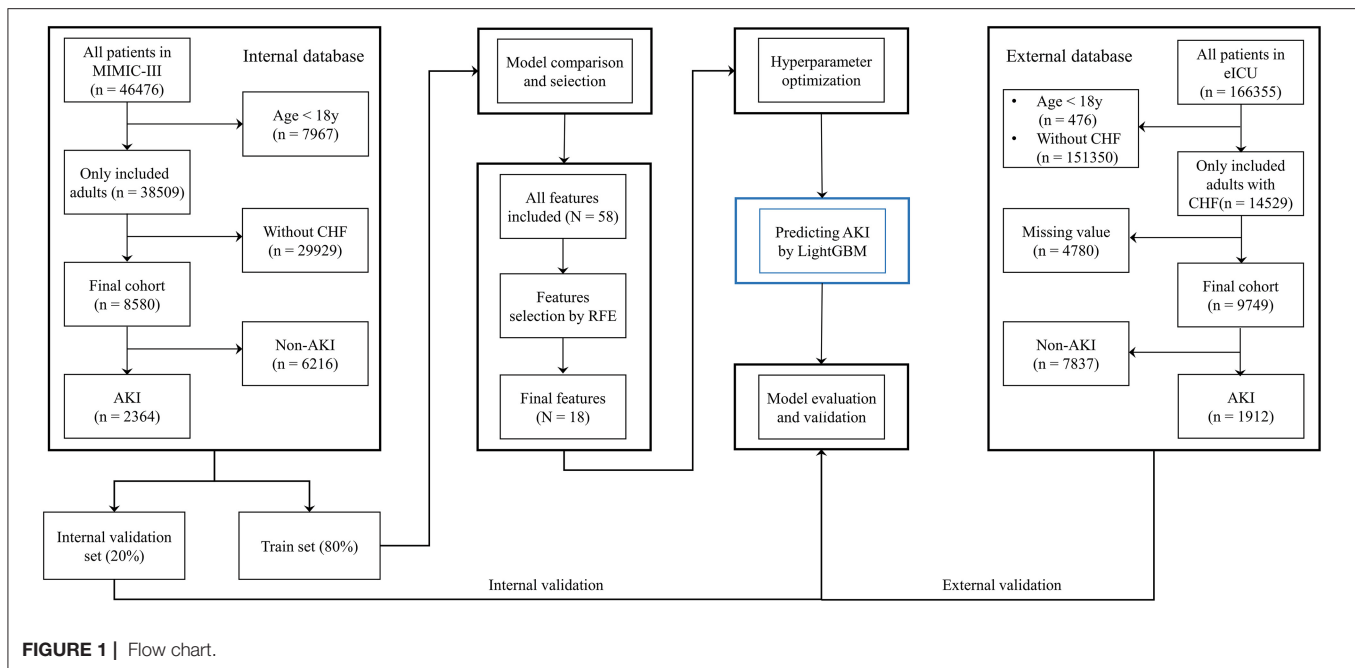 All patients in
MIMIC-III
(n = 46476)
Internal database
Age < 18y
(n = 7967)
Only included
adults (n = 38509)
Without CHF
(n = 29929)
Final cohort
(n = 8580)
Non-AKI
(n = 6216)
AKI
(n = 2364)
Internal validation
set (20%)
Train set (80%)
Model comparison
and selection
All features
included (N = 58)
Features
selection by RFE
Final features
(N = 18)
Hyperparameter
optimization
Predicting AKI
by LightGBM
Model evaluation
and validation
External database
All patients in
eICU
(n = 166355)
• Age < 18y
(n = 476)
• Without CHF
(n = 151350)
Only included
adults with
CHF(n = 14529)
Missing value
(n = 4780)
Final cohort
(n = 9749)
Non-AKI
(n = 7837)
AKI
(n = 1912)
Internal validation
External validation
FIGURE 1 | Flow chart.